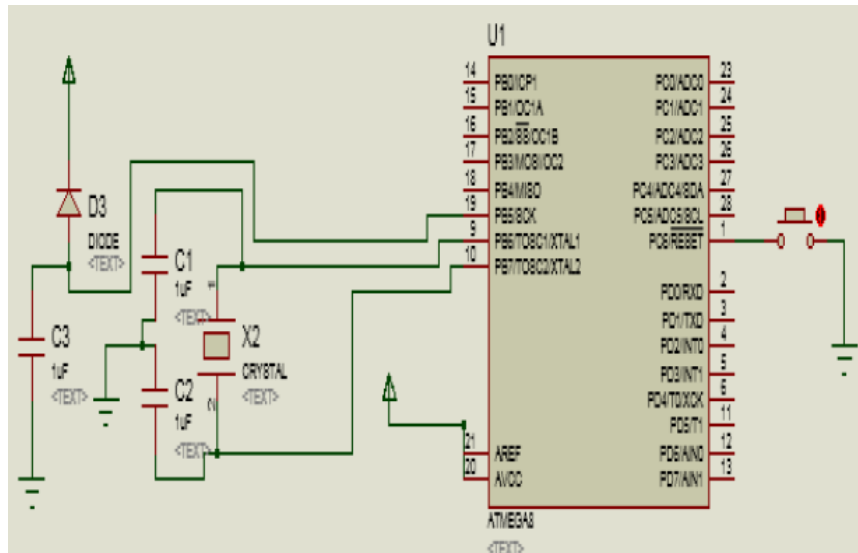 U1
14 PB0/ICP1 PC0/ADC0 23
15 PB1/OC1A PC1/ADC1 24
16 PB2/SS/OC1B PC2/ADC2 25
17 PB3/MOSI/OC2 PC3/ADC3 26
18 PB4/MISO PC4/ADC4/SDA 27
19 PB5/SCK PC5/ADC5/SCL 28
9 PB6/TOSC1/XTAL1 PC6/RESET 1
10 PB7/TOSC2/XTAL2
PD0/RXD 2
PD1/TXD 3
PD2/INT0 4
PD3/INT1 5
PD4/T0/XCK 6
PD5/T1 11
21 AREF PD6/AIN0 12
20 AVCC PD7/AIN1 13
ATMEGA8
<TEXT>
D3
DIODE
<TEXT>
C1
1uF
<TEXT>
1
X2
CRYSTAL
<TEXT>
2
C3
1uF
<TEXT>
C2
1uF
<TEXT>